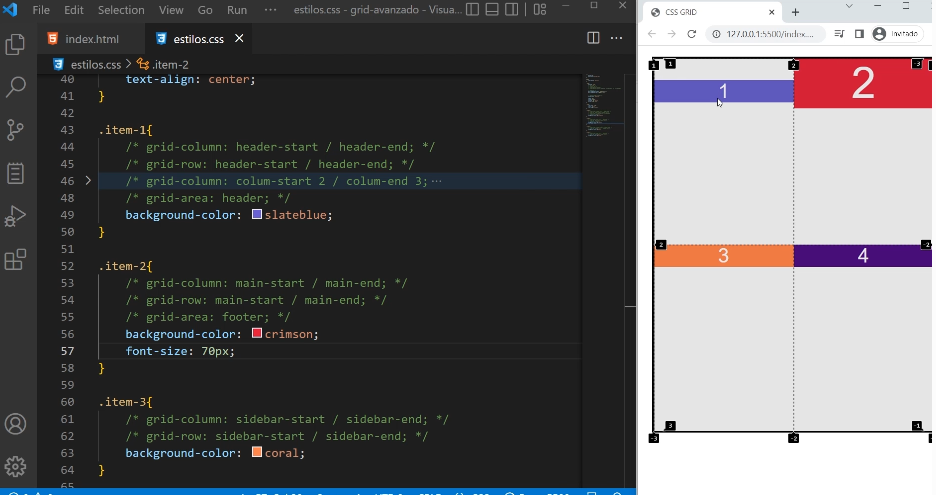 File Edit Selection View Go Run ··· estilos.css - grid-avanzado - Visua...
index.html estilos.css
estilos.css > .item-2
40 text-align: center;
41 }
42
43 .item-1{
44 /* grid-column: header-start / header-end; */
45 /* grid-row: header-start / header-end; */
46 /* grid-column: colum-start 2 / colum-end 3;···
48 /* grid-area: header; */
49 background-color: slateblue;
50 }
51
52 .item-2{
53 /* grid-column: main-start / main-end; */
54 /* grid-row: main-start / main-end; */
55 /* grid-area: footer; */
56 background-color: crimson;
57 font-size: 70px;
58 }
59
60 .item-3{
61 /* grid-column: sidebar-start / sidebar-end; */
62 /* grid-row: sidebar-start / sidebar-end; */
63 background-color: coral;
64 }
65
CSS GRID
127.0.0.1:5500/index....
Invitado
1 1 2 -3
1 2
2 -2
3 4
3 -1
-3 -2